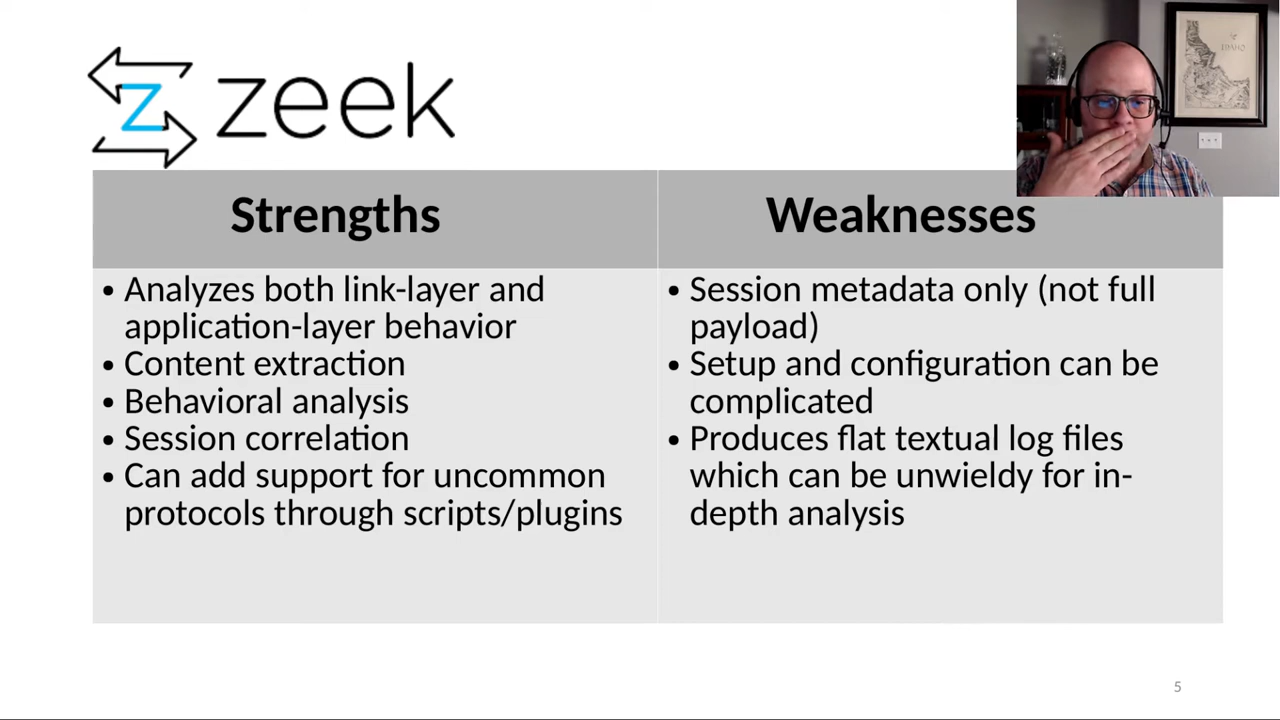 z zeek
IDAHO
Strengths
Weaknesses
• Analyzes both link-layer and
application-layer behavior
• Content extraction
• Behavioral analysis
• Session correlation
• Can add support for uncommon
protocols through scripts/plugins
• Session metadata only (not full
payload)
• Setup and configuration can be
complicated
• Produces flat textual log files
which can be unwieldy for in-
depth analysis
5